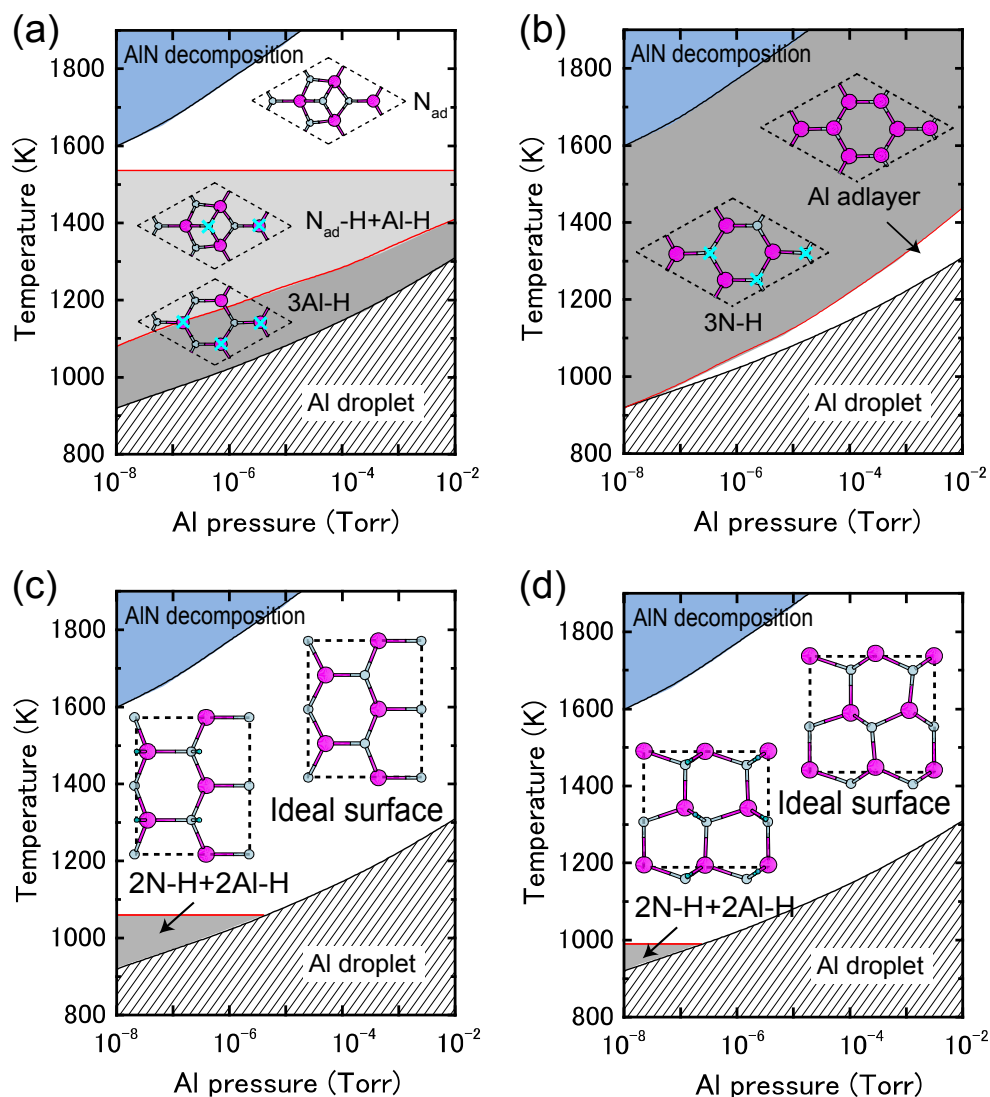 (a)
AlN decomposition
N_ad
N_ad-H+Al-H
3Al-H
Al droplet
Temperature (K)
1800
1600
1400
1200
1000
800
10^-8
10^-6
10^-4
10^-2
Al pressure (Torr)
(b)
AlN decomposition
Al adlayer
3N-H
Al droplet
Temperature (K)
1800
1600
1400
1200
1000
800
10^-8
10^-6
10^-4
10^-2
Al pressure (Torr)
(c)
AlN decomposition
Ideal surface
2N-H+2Al-H
Al droplet
Temperature (K)
1800
1600
1400
1200
1000
800
10^-8
10^-6
10^-4
10^-2
Al pressure (Torr)
(d)
AlN decomposition
Ideal surface
2N-H+2Al-H
Al droplet
Temperature (K)
1800
1600
1400
1200
1000
800
10^-8
10^-6
10^-4
10^-2
Al pressure (Torr)